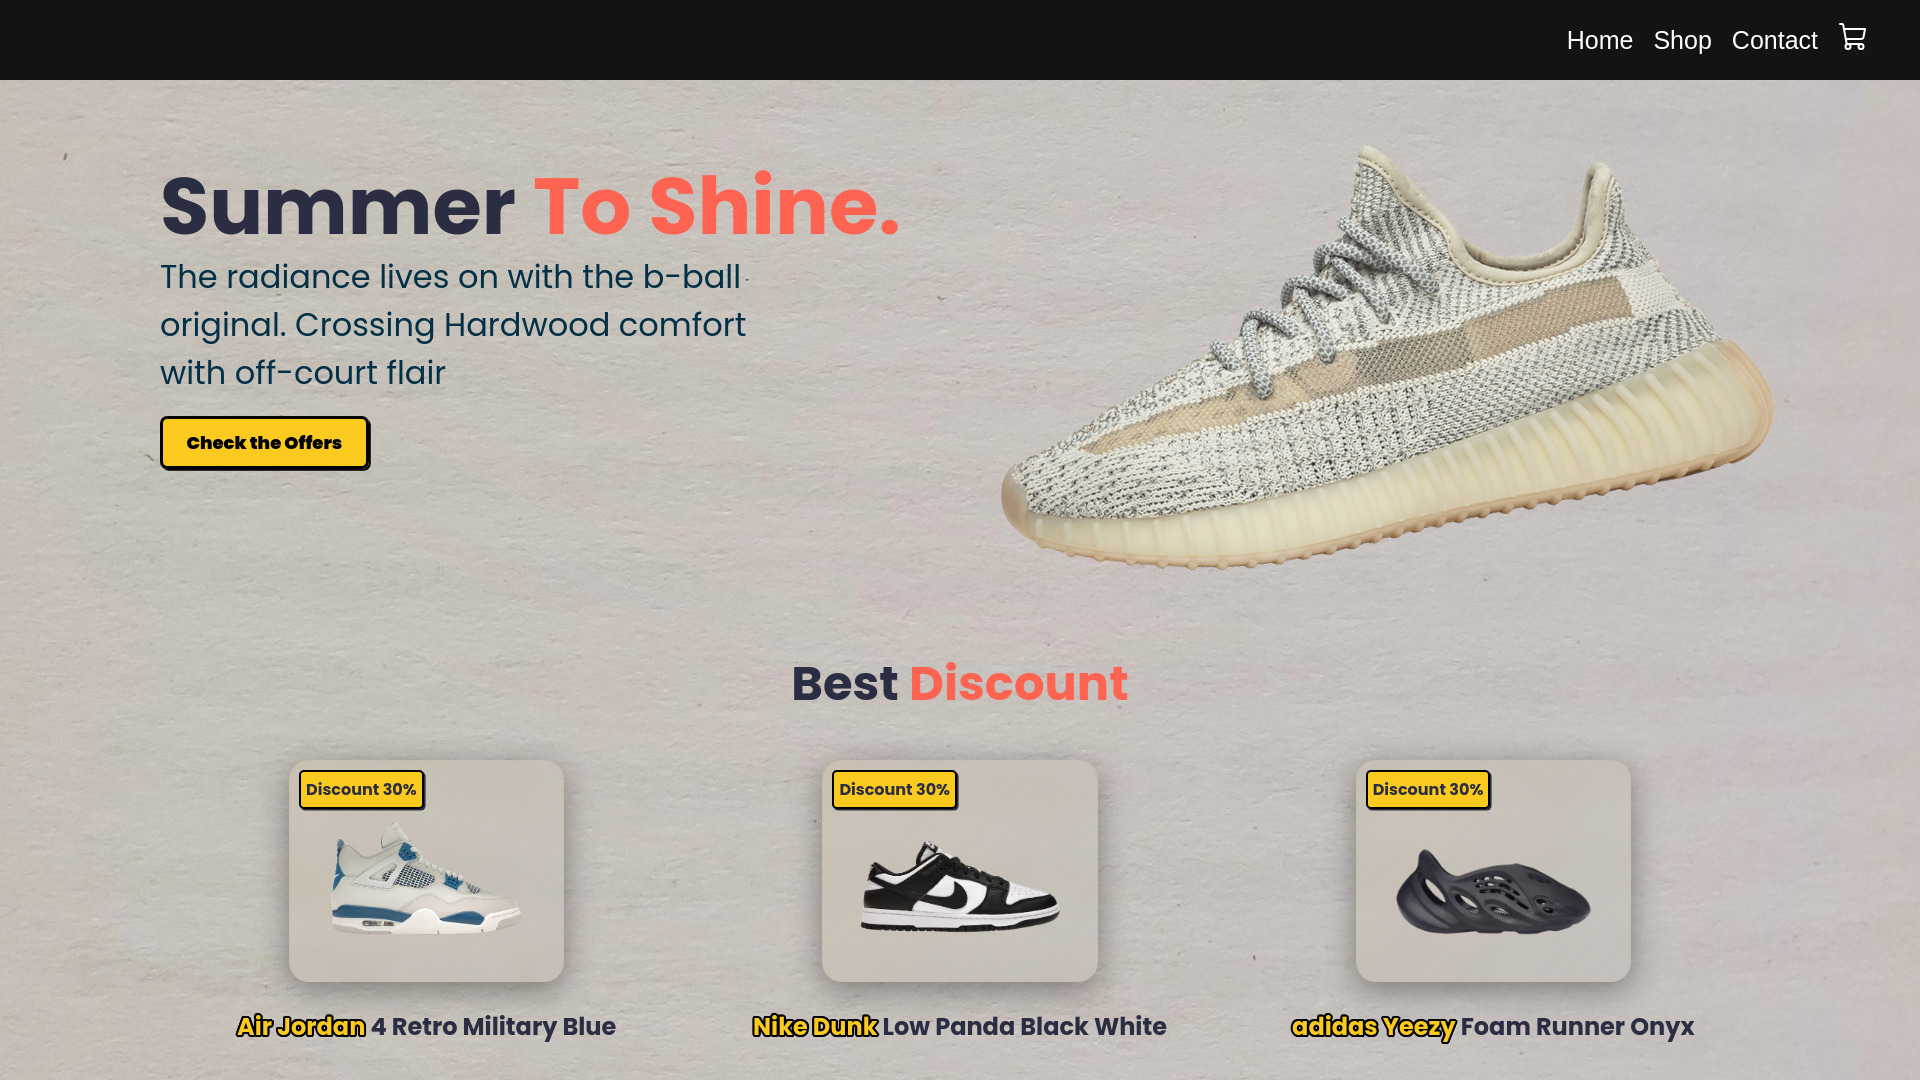 Home Shop Contact
Summer To Shine.
The radiance lives on with the b-ball
original. Crossing Hardwood comfort
with off-court flair
Check the Offers
Best Discount
Discount 30%
Discount 30%
Discount 30%
Air Jordan 4 Retro Military Blue
Nike Dunk Low Panda Black White
adidas Yeezy Foam Runner Onyx